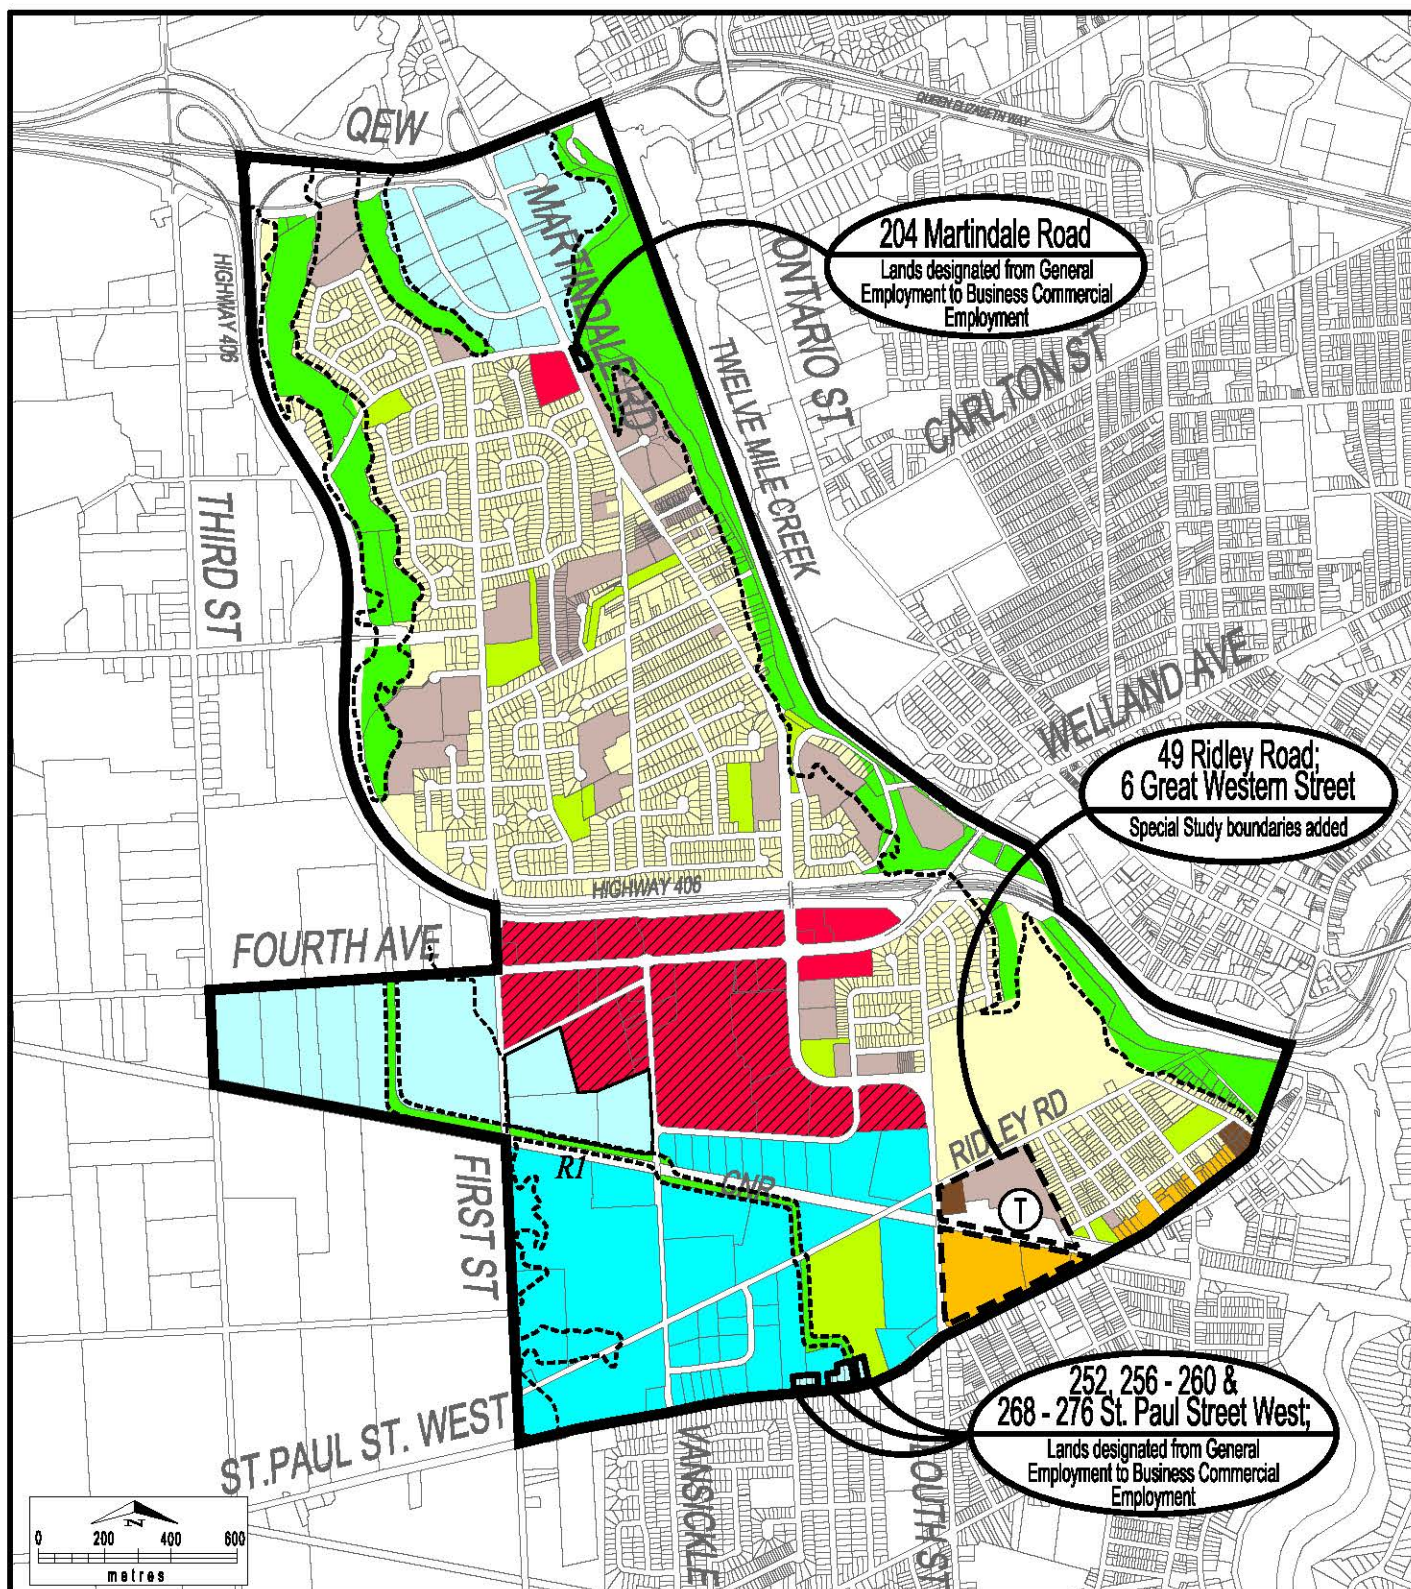 QEW
QUEEN ELIZABETH WAY
MARTINDALE RD
204 Martindale Road
Lands designated from General
Employment to Business Commercial
Employment
HIGHWAY 406
ONTARIO ST
CARLTON ST
TWELVE MILE CREEK
THIRD ST
WELLAND AVE
49 Ridley Road;
6 Great Western Street
Special Study boundaries added
HIGHWAY 406
FOURTH AVE
RIDLEY RD
FIRST ST
R1
CNR
T
252, 256 - 260 &
268 - 276 St. Paul Street West;
Lands designated from General
Employment to Business Commercial
Employment
ST.PAUL ST. WEST
VANSICKLE
LOUTH ST
N
0 200 400 600
metres